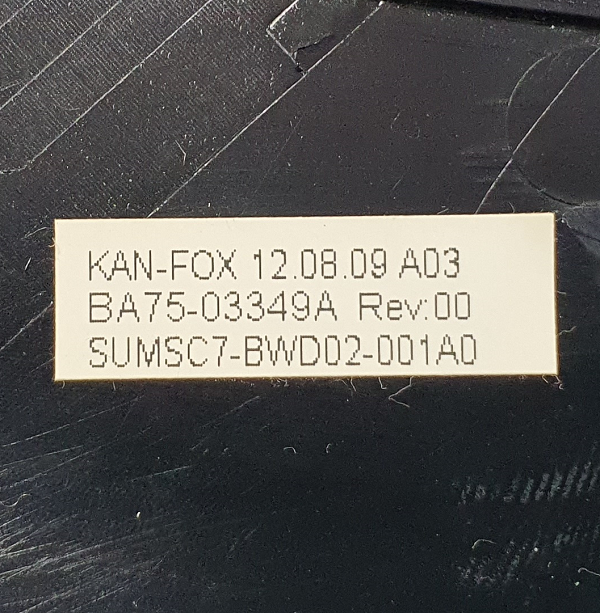 KAN-FOX 12.08.09 A03
BA75-03349A Rev:00
SUMSC7-BWD02-001A0